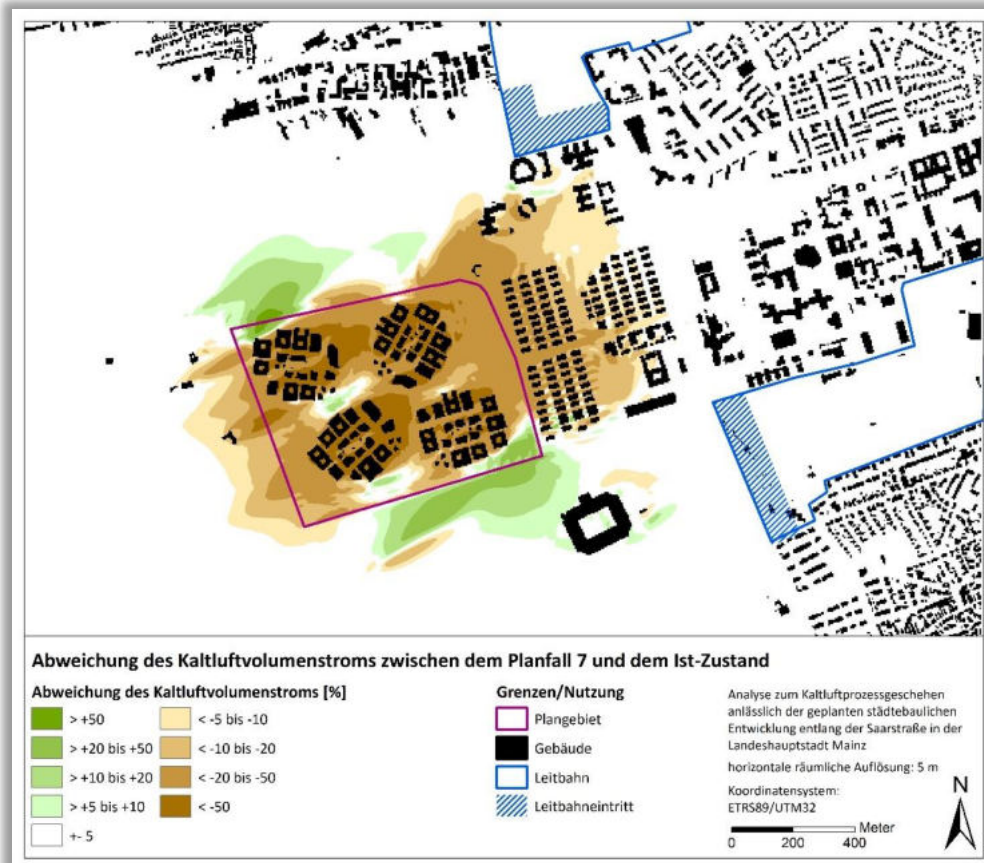 Abweichung des Kaltluftvolumenstroms zwischen dem Planfall 7 und dem Ist-Zustand
Abweichung des Kaltluftvolumenstroms [%]
> +50
> +20 bis +50
> +10 bis +20
> +5 bis +10
+- 5
< -5 bis -10
< -10 bis -20
< -20 bis -50
< -50
Grenzen/Nutzung
Plangebiet
Gebäude
Leitbahn
Leitbahneintritt
Analyse zum Kaltluftprozessgeschehen
anlässlich der geplanten städtebaulichen
Entwicklung entlang der Saarstraße in der
Landeshauptstadt Mainz
horizontale räumliche Auflösung: 5 m
Koordinatensystem:
ETRS89/UTM32
Meter
0 200 400
N